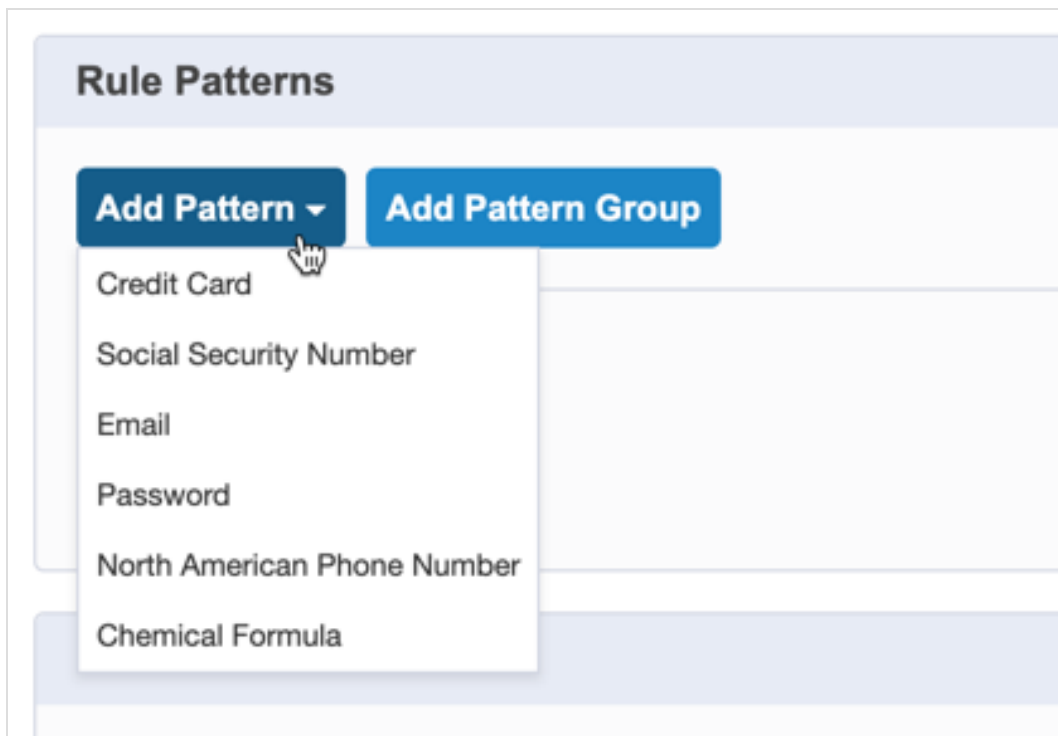 Rule Patterns
Add Pattern Add Pattern Group
Credit Card
Social Security Number
Email
Password
North American Phone Number
Chemical Formula